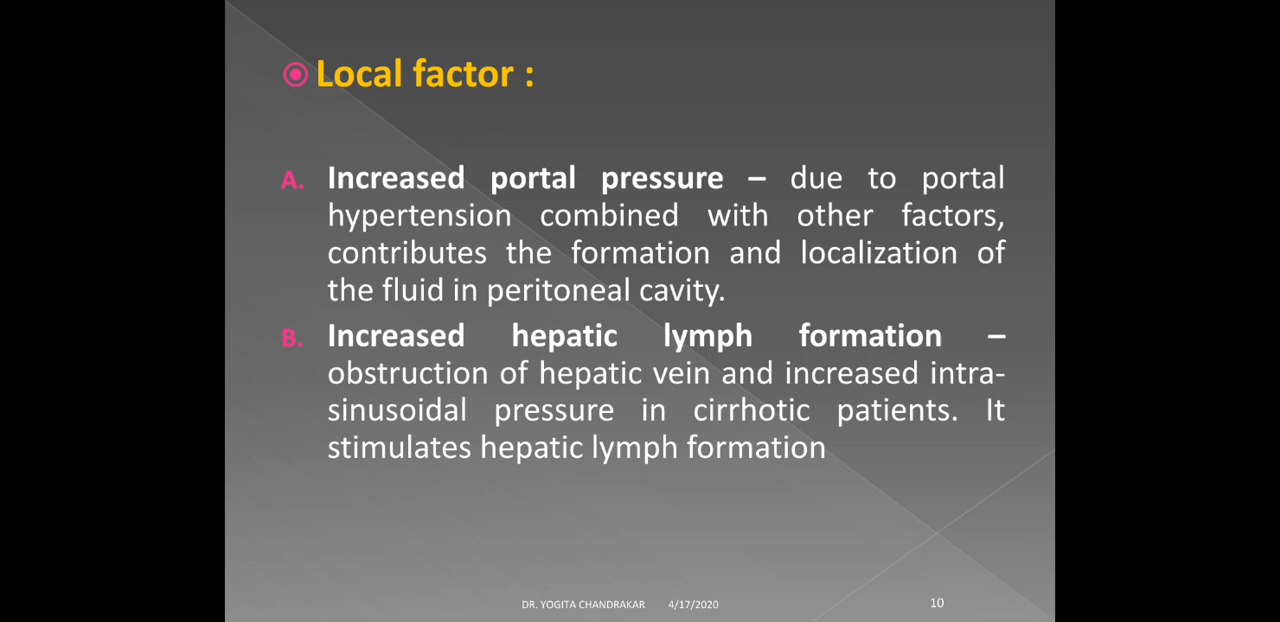 Local factor :
A. Increased portal pressure – due to portal
hypertension combined with other factors,
contributes the formation and localization of
the fluid in peritoneal cavity.
B. Increased hepatic lymph formation –
obstruction of hepatic vein and increased intra-
sinusoidal pressure in cirrhotic patients. It
stimulates hepatic lymph formation
DR. YOGITA CHANDRAKAR 4/17/2020 10